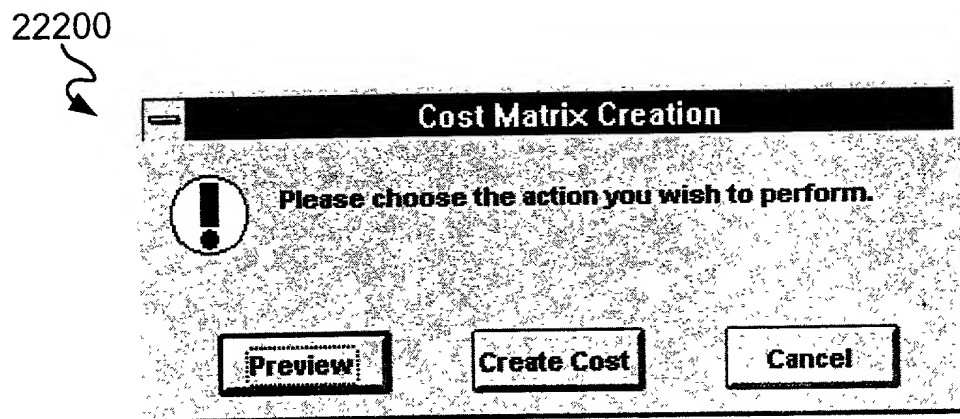 22200
Cost Matrix Creation
Please choose the action you wish to perform.
Preview
Create Cost
Cancel